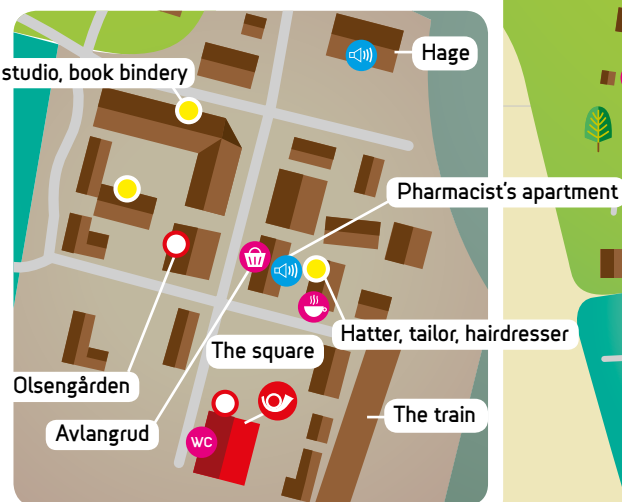 Hage
studio, book bindery
Pharmacist's apartment
Hatter, tailor, hairdresser
The square
Olsengården
The train
Avlangrud
WC